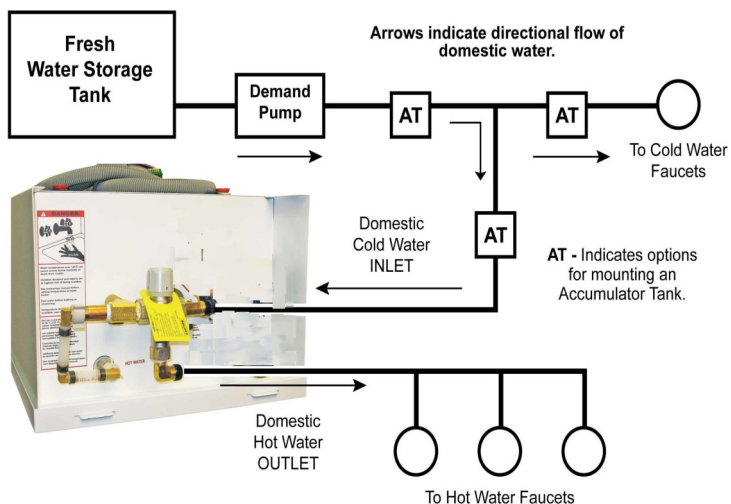 Fresh
Water Storage
Tank
Arrows indicate directional flow of
domestic water.
Demand
Pump
AT
AT
To Cold Water
Faucets
DANGER
Domestic
Cold Water
INLET
AT
AT - Indicates options
for mounting an
Accumulator Tank.
HOT WATER
Domestic
Hot Water
OUTLET
To Hot Water Faucets